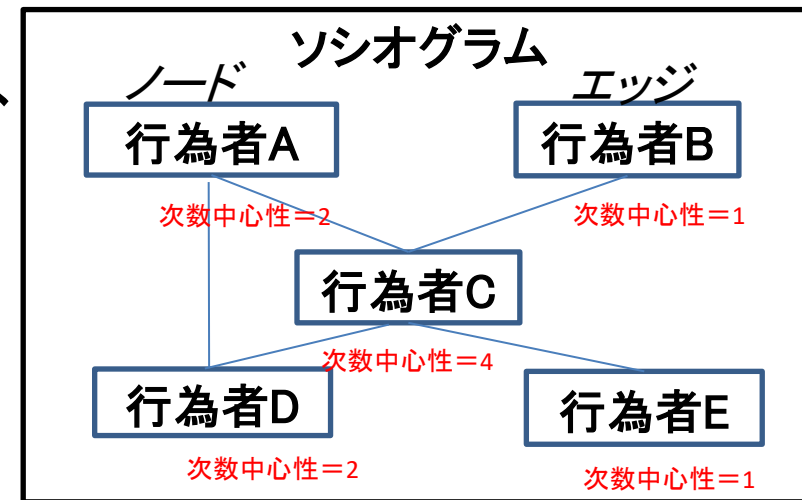 ソシオグラム
ノード
エッジ
行為者A
行為者B
次数中心性＝2
次数中心性＝1
行為者C
次数中心性＝4
行為者D
行為者E
次数中心性＝2
次数中心性＝1